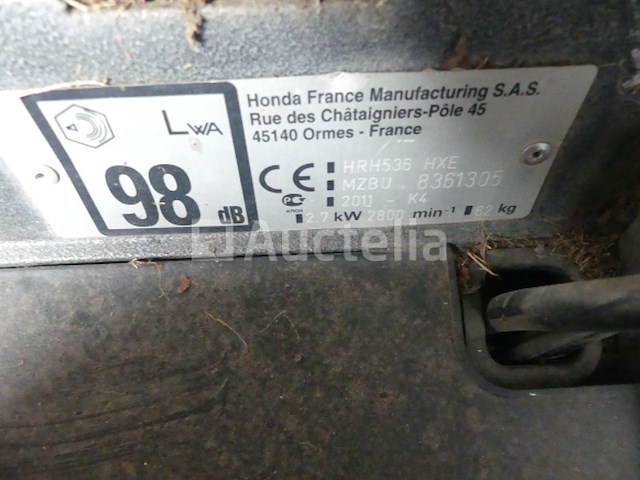 LWA
98 dB
Honda France Manufacturing S.A.S.
Rue des Châtaigniers-Pôle 45
45140 Ormes - France
CE
HRH536 HXE
MZBU - 8361305
2011 - K4
2.7 kW 2800 min-1 62 kg
Auctelia